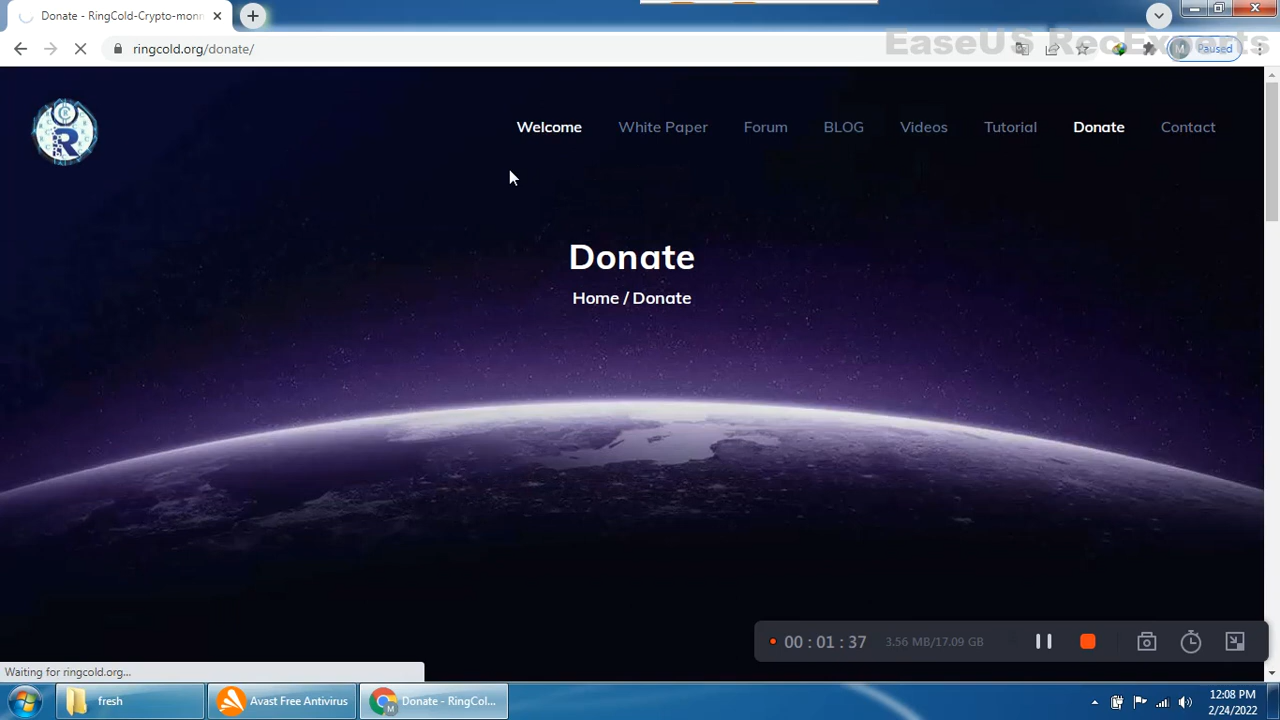 Donate - RingCold-Crypto-monn
ringcold.org/donate/
EaseUS RecExperts
M Paused
Welcome White Paper Forum BLOG Videos Tutorial Donate Contact
R
Donate
Home / Donate
00 : 01 : 37 3.56 MB/17.09 GB
Waiting for ringcold.org...
fresh
Avast Free Antivirus
M
Donate - RingCol...
12:08 PM
2/24/2022